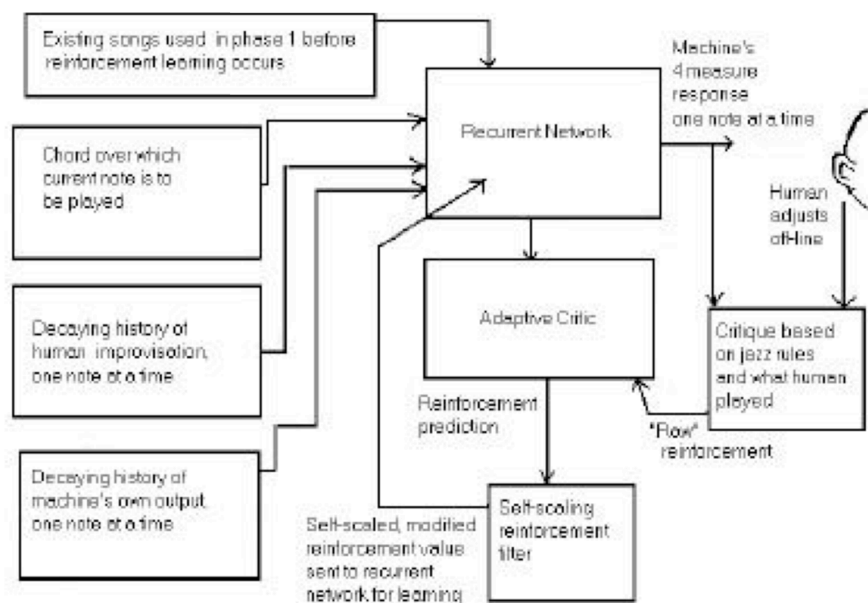 Existing songs used in phase 1 before
reinforcement learning occurs
Chord over which
current note is to
be played
Decaying history of
human improvisation,
one note at a time
Decaying history of
machine's own output,
one note at a time
Recurrent Network
Machine's
4 measure
response
one note at a time
Human
adjusts
off-line
Adaptive Critic
Critique based
on jazz rules
and what human
played
Reinforcement
prediction
"Raw"
reinforcement
Self-scaled, modified
reinforcement value
sent to recurrent
network for learning
Self-scaling
reinforcement
filter